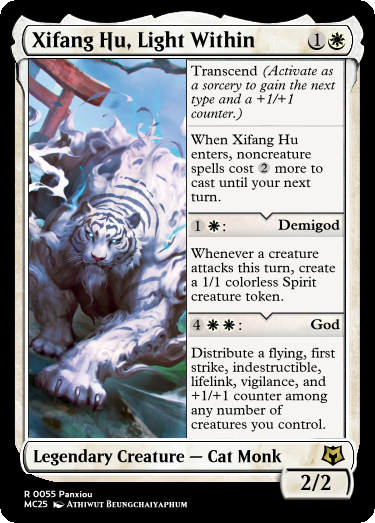 Xifang Hu, Light Within 1
Transcend (Activate as
a sorcery to gain the next
type and a +1/+1
counter.)
When Xifang Hu
enters, noncreature
spells cost 2 more to
cast until your next
turn.
1 : Demigod
Whenever a creature
attacks this turn, create
a 1/1 colorless Spirit
creature token.
4 : God
Distribute a flying, first
strike, indestructible,
lifelink, vigilance, and
+1/+1 counter among
any number of
creatures you control.
Legendary Creature — Cat Monk
2/2
R 0055 Panxiou
MC25 Athiwut Beungchaiyaphum